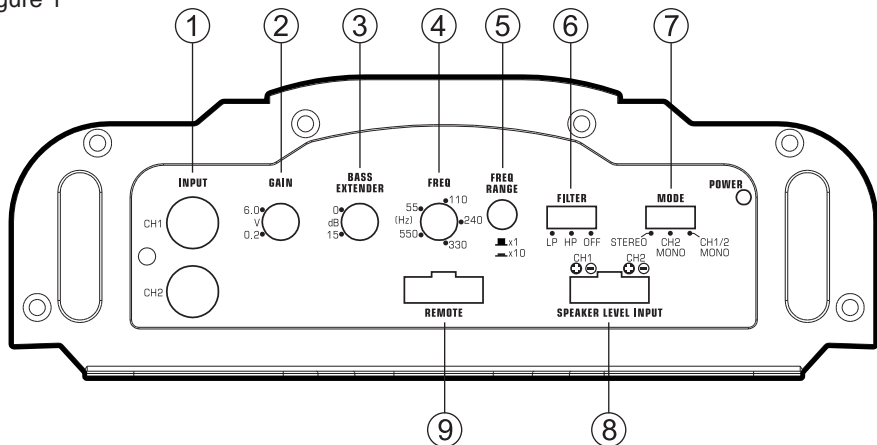 gure 1
1 2 3 4 5 6 7
INPUT
CH1
CH2
GAIN
6.0
V
0.2
BASS
EXTENDER
0
dB
15
FREQ
110
55
(Hz)
240
550
330
FREQ
RANGE
x1
x10
FILTER
LP HP OFF
MODE
STEREO CH2 CH1/2
MONO MONO
POWER
CH1 CH2
+ - + -
SPEAKER LEVEL INPUT
REMOTE
9 8